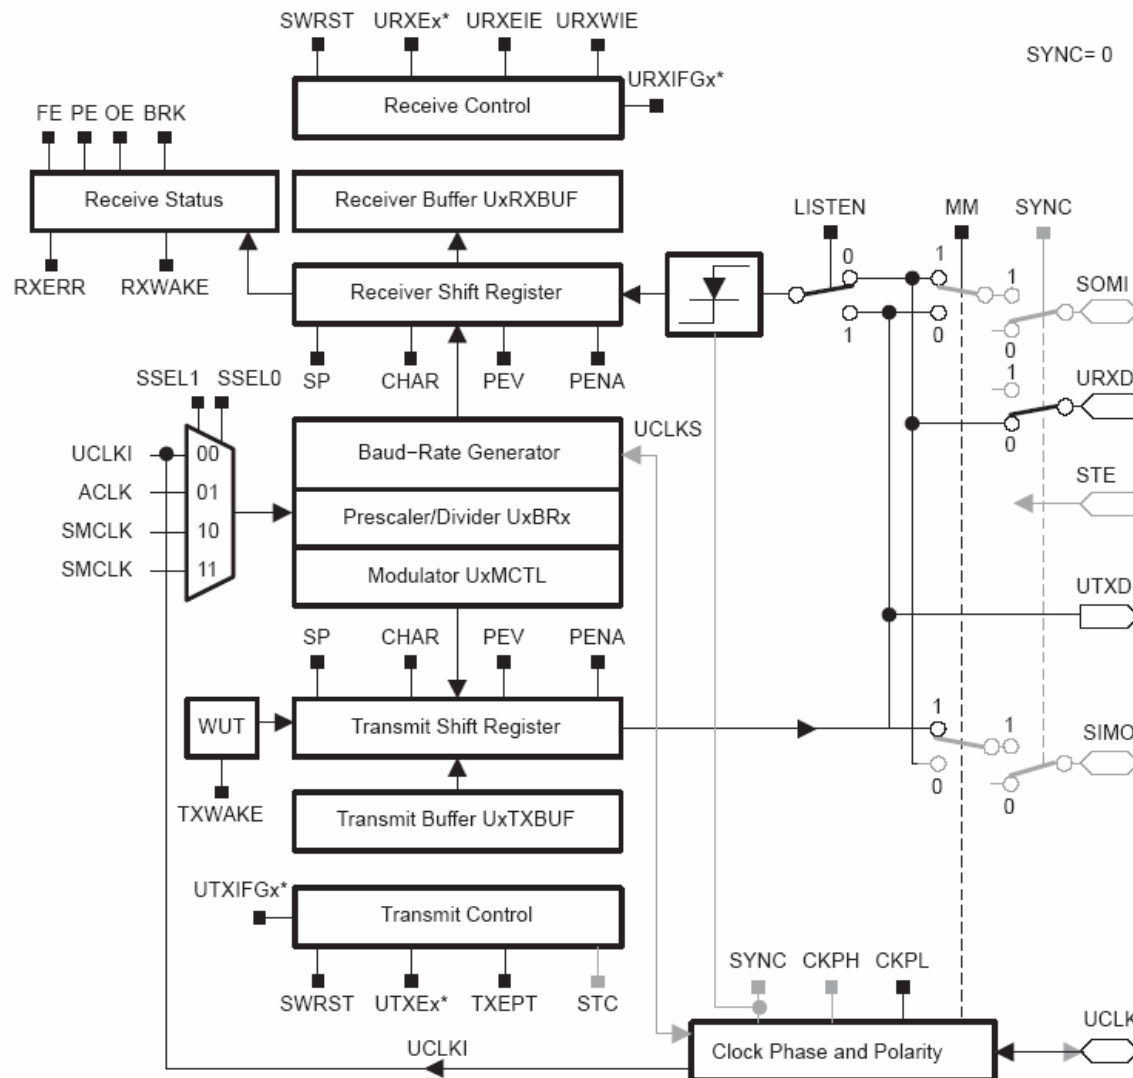 SWRST URXEx* URXEIE URXWIE
SYNC= 0
Receive Control
URXIFGx*
FE PE OE BRK
Receive Status
Receiver Buffer UxRXBUF
LISTEN MM SYNC
RXERR RXWAKE
Receiver Shift Register
0
1
1
SOMI
1
0
0
SP CHAR PEV PENA
SSEL1 SSEL0
1
URXD
0
UCLKS
UCLKI
00
Baud–Rate Generator
ACLK
01
Prescaler/Divider UxBRx
STE
SMCLK
10
SMCLK
11
Modulator UxMCTL
UTXD
SP CHAR PEV PENA
WUT
Transmit Shift Register
1
1
SIMO
0
0
TXWAKE
Transmit Buffer UxTXBUF
UTXIFGx*
Transmit Control
SWRST UTXEx* TXEPT STC
SYNC CKPH CKPL
UCLKI
Clock Phase and Polarity
UCLK